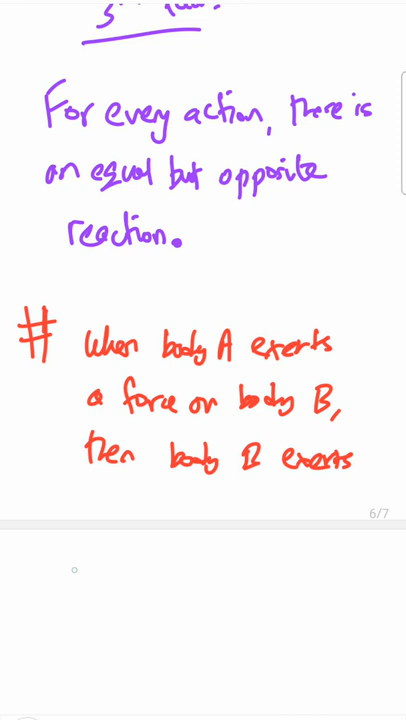 For every action, there is
an equal but opposite
reaction.
# When body A exerts
a force on body B,
then body B exerts
6/7